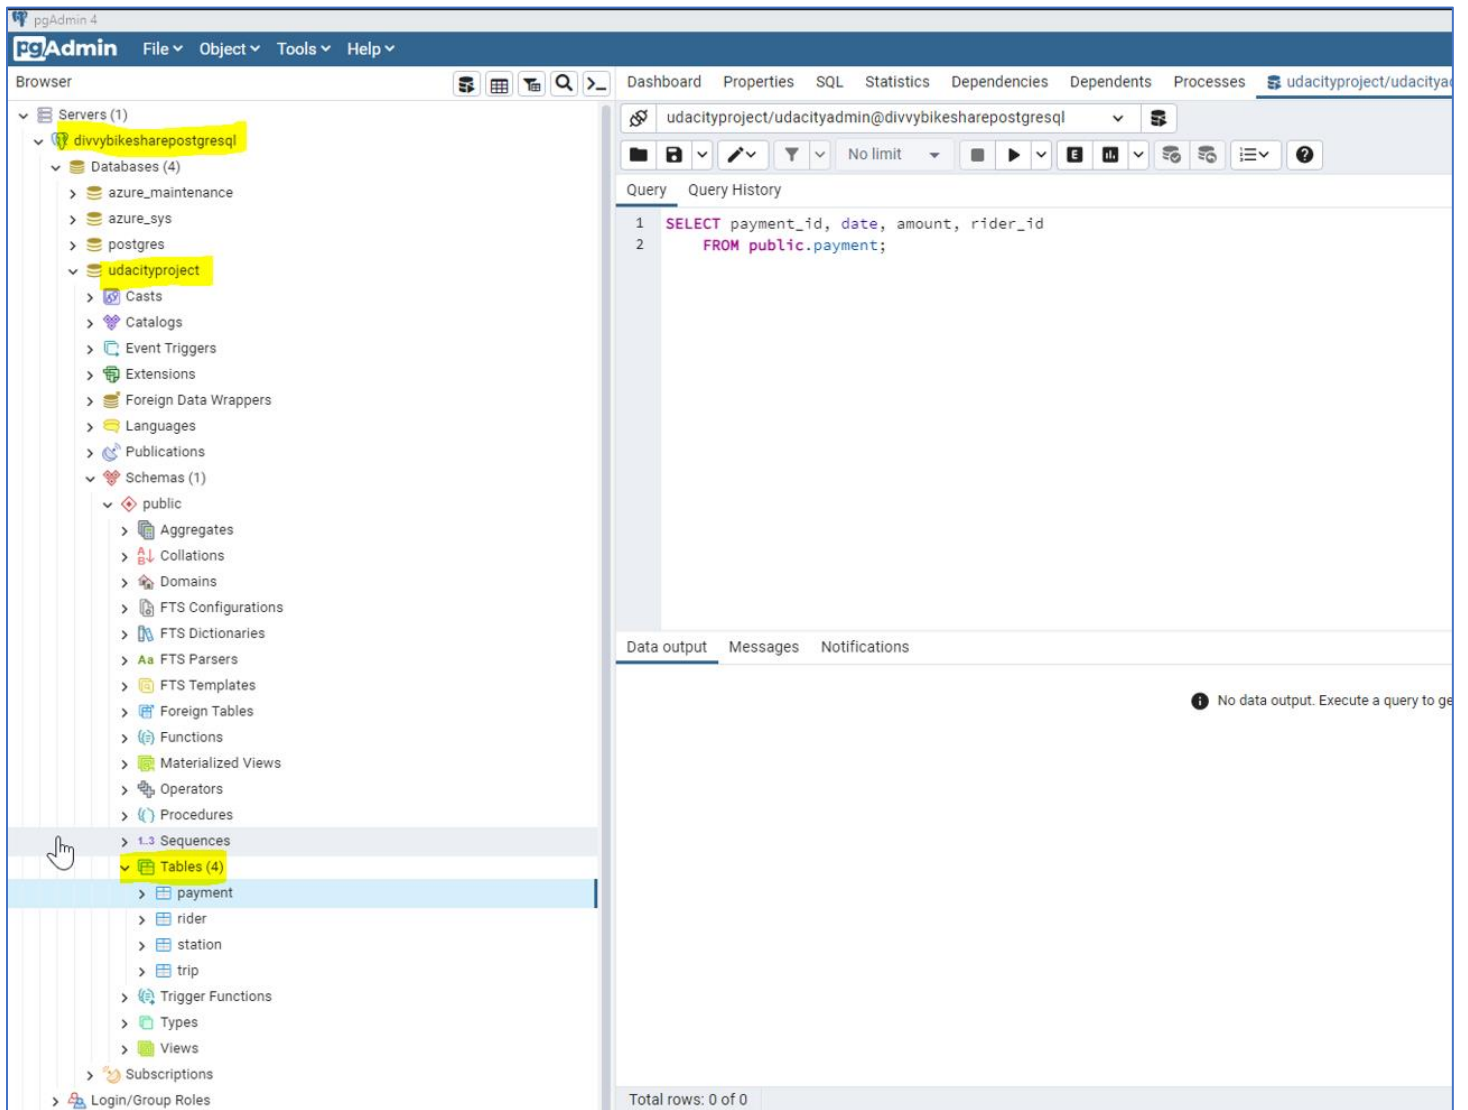 pgAdmin 4
pgAdmin File Object Tools Help
Browser
Servers (1)
divvybikesharepostgresql
Databases (4)
azure_maintenance
azure_sys
postgres
udacityproject
Casts
Catalogs
Event Triggers
Extensions
Foreign Data Wrappers
Languages
Publications
Schemas (1)
public
Aggregates
Collations
Domains
FTS Configurations
FTS Dictionaries
Aa FTS Parsers
FTS Templates
Foreign Tables
Functions
Materialized Views
Operators
Procedures
1..3 Sequences
Tables (4)
payment
rider
station
trip
Trigger Functions
Types
Views
Subscriptions
Login/Group Roles
Dashboard Properties SQL Statistics Dependencies Dependents Processes udacityproject/udacityad
udacityproject/udacityadmin@divvybikesharepostgresql
No limit E
Query Query History
1 SELECT payment_id, date, amount, rider_id
2 FROM public.payment;
Data output Messages Notifications
No data output. Execute a query to ge
Total rows: 0 of 0